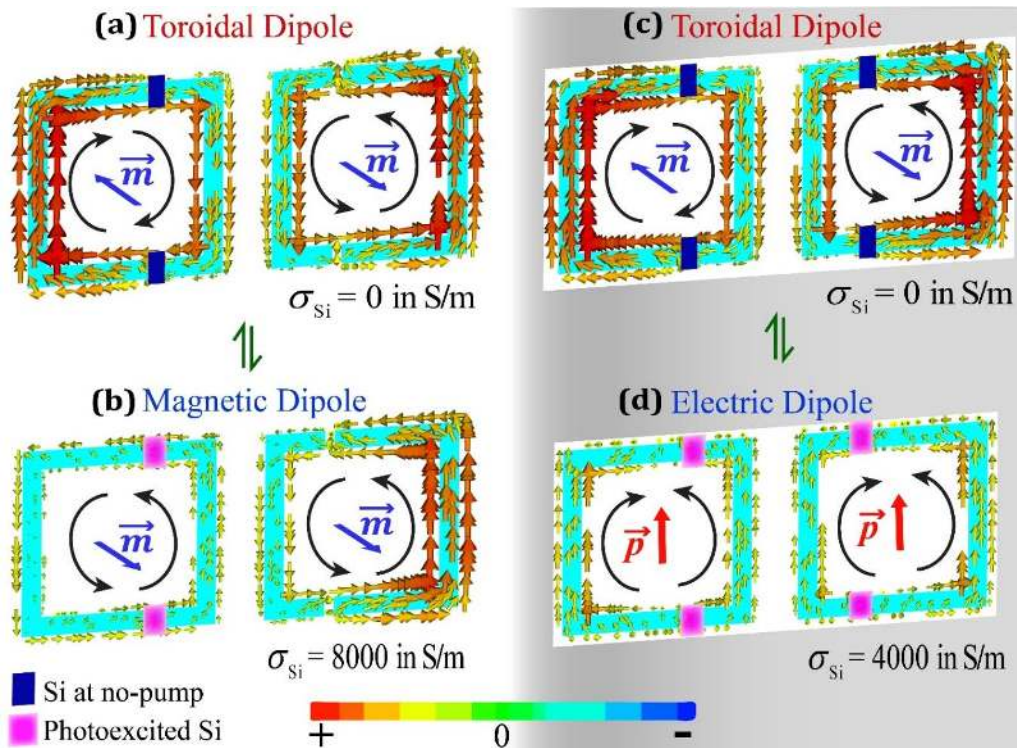 (a) Toroidal Dipole
m
m
σSi = 0 in S/m
(b) Magnetic Dipole
m
m
σSi = 8000 in S/m
Si at no-pump
Photoexcited Si
+ 0 -
(c) Toroidal Dipole
m
m
σSi = 0 in S/m
(d) Electric Dipole
p
p
σSi = 4000 in S/m